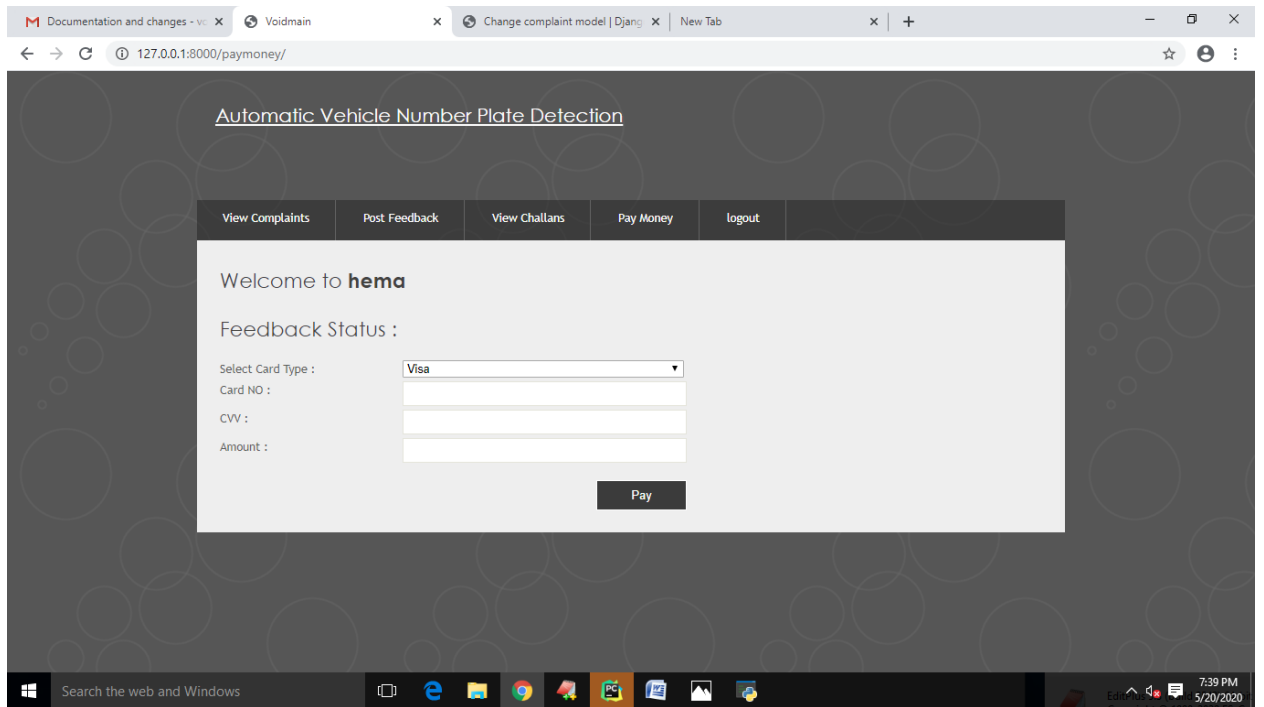 Documentation and changes - vo
Voidmain
Change complaint model | Djang
New Tab
127.0.0.1:8000/paymoney/
Automatic Vehicle Number Plate Detection
View Complaints
Post Feedback
View Challans
Pay Money
logout
Welcome to hema
Feedback Status :
Select Card Type :
Visa
Card NO :
CVV :
Amount :
Pay
Search the web and Windows
PC
7:39 PM
5/20/2020